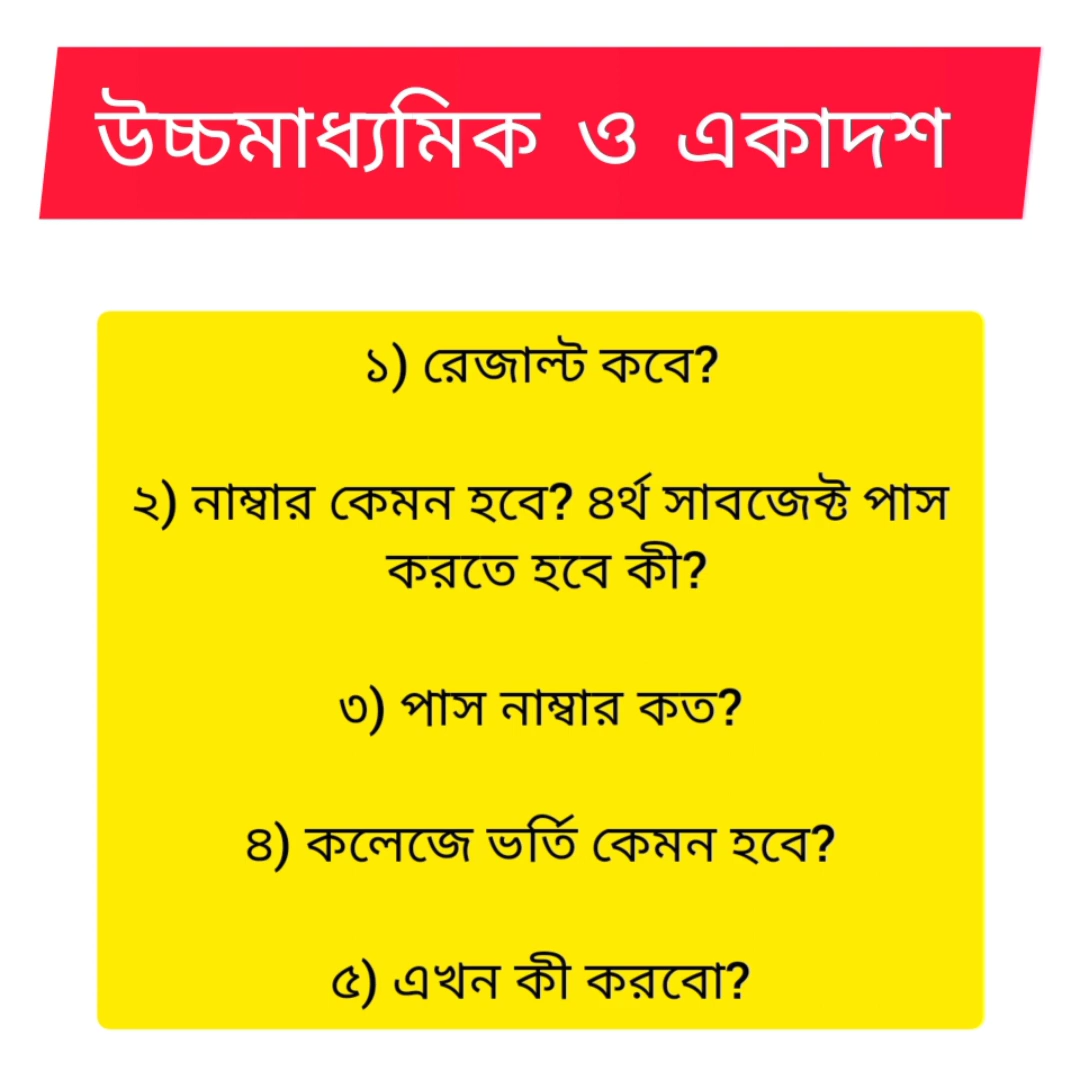 উচ্চমাধ্যমিক ও একাদশ
১) রেজাল্ট কবে?
২) নাম্বার কেমন হবে? ৪র্থ সাবজেক্ট পাস
করতে হবে কী?
৩) পাস নাম্বার কত?
৪) কলেজে ভর্তি কেমন হবে?
৫) এখন কী করবো?